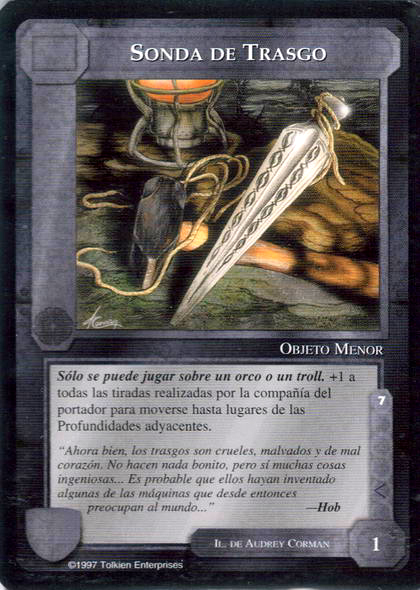 SONDA DE TRASGO
OBJETO MENOR
Sólo se puede jugar sobre un orco o un troll. +1 a
todas las tiradas realizadas por la compañía del
portador para moverse hasta lugares de las
Profundidades adyacentes.
7
“Ahora bien, los trasgos son crueles, malvados y de mal
corazón. No hacen nada bonito, pero sí muchas cosas
ingeniosas... Es probable que ellos hayan inventado
algunas de las máquinas que desde entonces
preocupan al mundo...” —Hob
IL. DE AUDREY CORMAN
1
©1997 Tolkien Enterprises